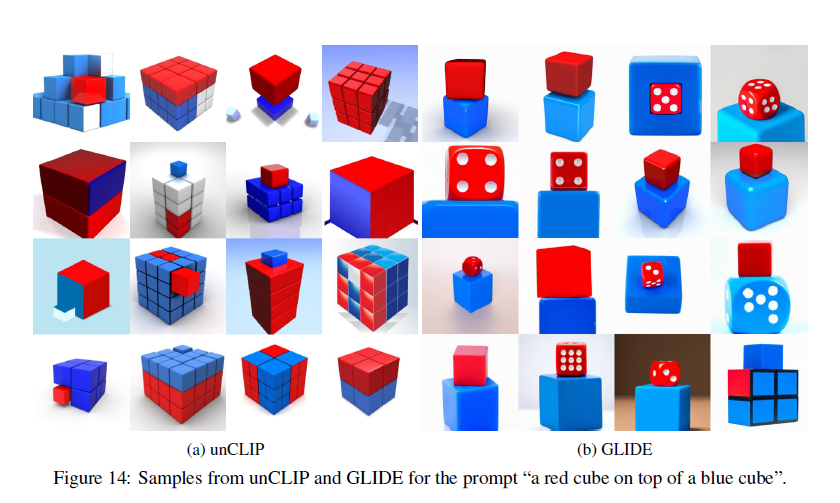 (a) unCLIP
(b) GLIDE
Figure 14: Samples from unCLIP and GLIDE for the prompt “a red cube on top of a blue cube”.